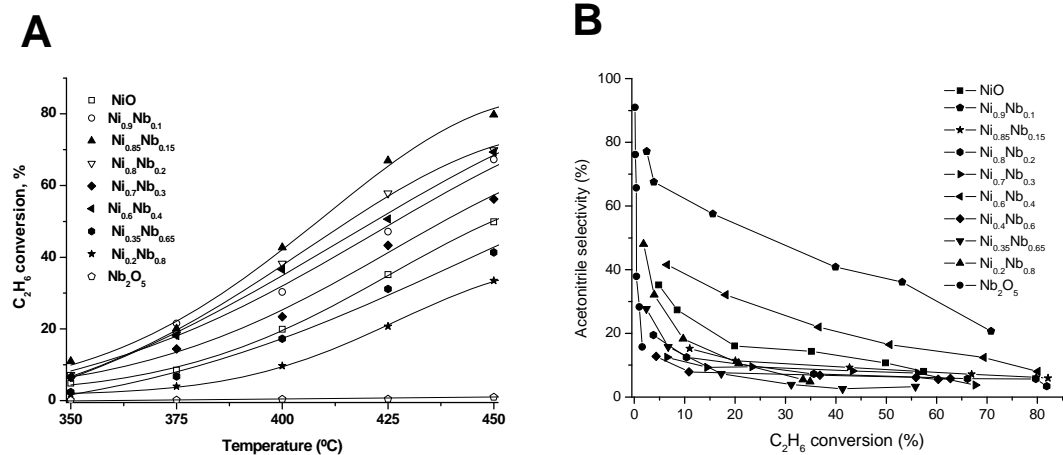 A
C₂H₆ conversion, %
80
60
40
20
0
350
375
400
425
450
Temperature (ºC)
NiO
Ni₀.₉Nb₀.₁
Ni₀.₈₅Nb₀.₁₅
Ni₀.₈Nb₀.₂
Ni₀.₇Nb₀.₃
Ni₀.₆Nb₀.₄
Ni₀.₃₅Nb₀.₆₅
Ni₀.₂Nb₀.₈
Nb₂O₅
B
Acetonitrile selectivity (%)
100
80
60
40
20
0
0
10
20
30
40
50
60
70
80
C₂H₆ conversion (%)
NiO
Ni₀.₉Nb₀.₁
Ni₀.₈₅Nb₀.₁₅
Ni₀.₈Nb₀.₂
Ni₀.₇Nb₀.₃
Ni₀.₆Nb₀.₄
Ni₀.₄Nb₀.₆
Ni₀.₃₅Nb₀.₆₅
Ni₀.₂Nb₀.₈
Nb₂O₅